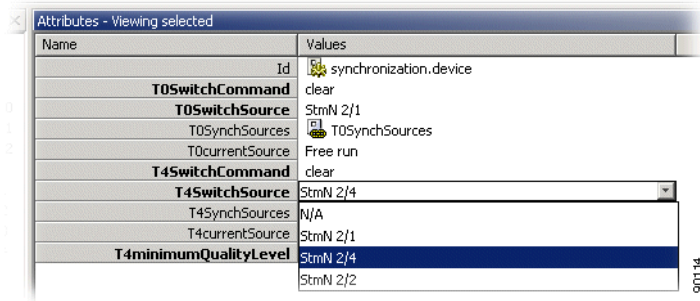 Attributes - Viewing selected
Name Values
Id synchronization.device
T0SwitchCommand clear
T0SwitchSource StmN 2/1
T0SynchSources T0SynchSources
T0currentSource Free run
T4SwitchCommand clear
T4SwitchSource StmN 2/4
T4SynchSources N/A
T4currentSource StmN 2/1
T4minimumQualityLevel StmN 2/4
StmN 2/2
90114